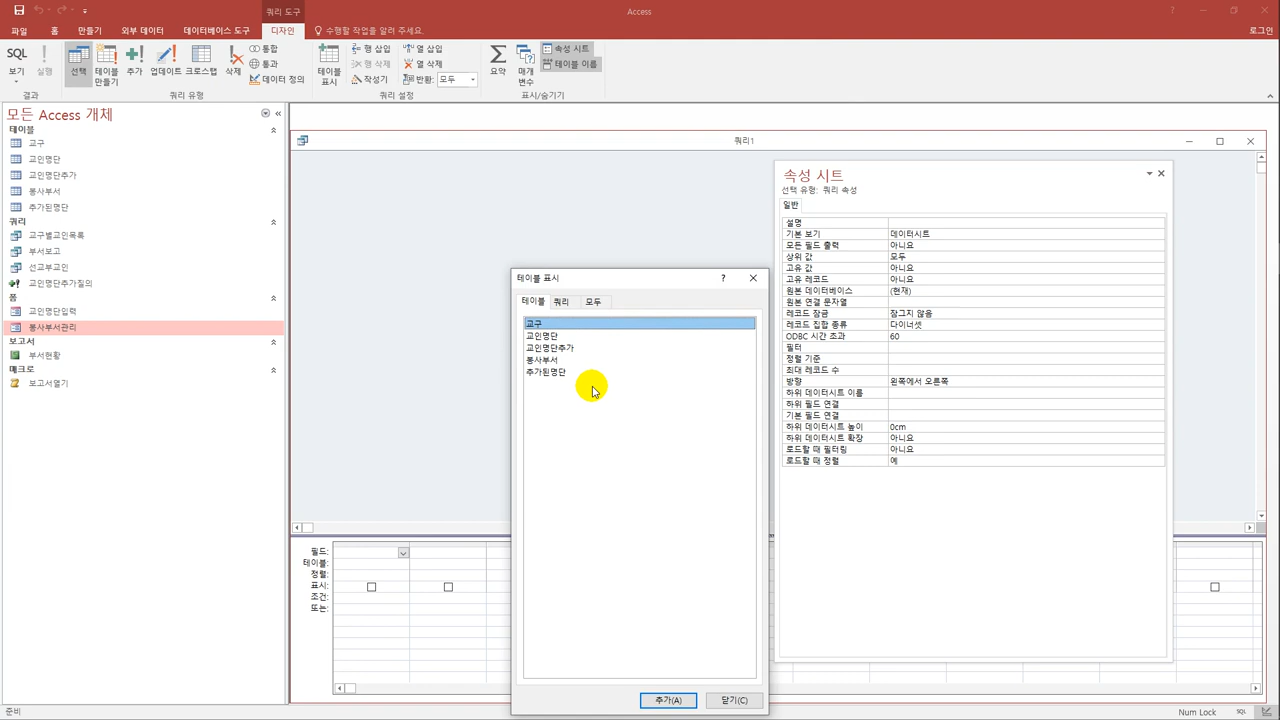 쿼리 도구
Access
파일
홈
만들기
외부 데이터
데이터베이스 도구
디자인
수행할 작업을 알려 주세요.
로그인
SQL
보기
실행
결과
선택
테이블
만들기
추가
업데이트
크로스탭
삭제
통합
통과
데이터 정의
쿼리 유형
테이블
표시
행 삽입
행 삭제
작성기
열 삽입
열 삭제
반환: 모두
쿼리 설정
요약
매개
변수
속성 시트
테이블 이름
표시/숨기기
모든 Access 개체
테이블
교구
교인명단
교인명단추가
봉사부서
추가된명단
쿼리
교구별교인목록
부서보고
선교부교인
교인명단추가질의
폼
교인명단입력
봉사부서관리
보고서
부서현황
매크로
보고서열기
쿼리1
필드:
테이블:
정렬:
표시:
조건:
또는:
테이블 표시
테이블
쿼리
모두
교구
교인명단
교인명단추가
봉사부서
추가된명단
추가(A)
닫기(C)
속성 시트
선택 유형: 쿼리 속성
일반
설명
기본 보기 데이터시트
모든 필드 출력 아니요
상위 값 모두
고유 값 아니요
고유 레코드 아니요
원본 데이터베이스 (현재)
원본 연결 문자열
레코드 잠금 잠그지 않음
레코드 집합 종류 다이너셋
ODBC 시간 초과 60
필터
정렬 기준
최대 레코드 수
방향 왼쪽에서 오른쪽
하위 데이터시트 이름
하위 필드 연결
기본 필드 연결
하위 데이터시트 높이 0cm
하위 데이터시트 확장 아니요
로드할 때 필터링 아니요
로드할 때 정렬 예
준비
Num Lock
SQL